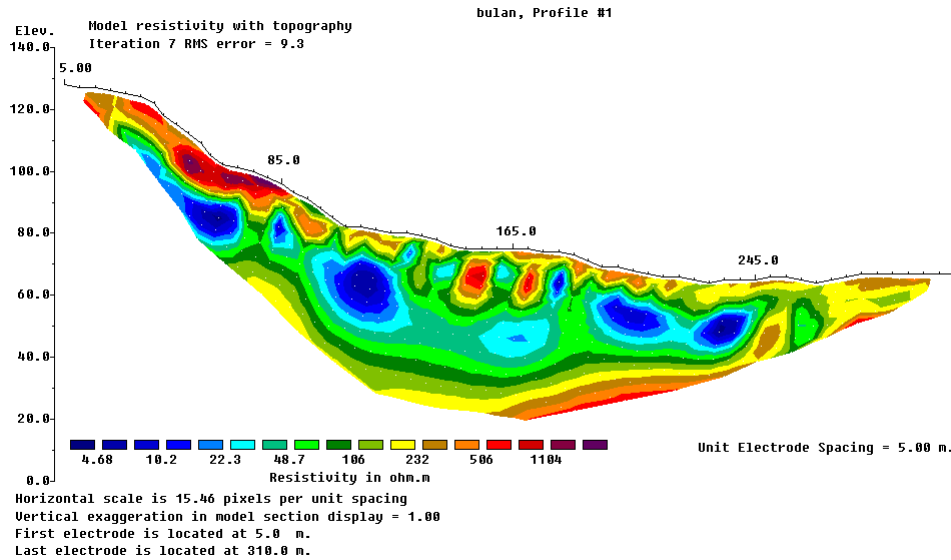 bulan, Profile #1
Model resistivity with topography
Elev.
Iteration 7 RMS error = 9.3
140.0
5.00
120.0
100.0
85.0
80.0
165.0
245.0
60.0
40.0
20.0
Unit Electrode Spacing = 5.00 m.
4.68 10.2 22.3 48.7 106 232 506 1104
Resistivity in ohm.m
0.0
Horizontal scale is 15.46 pixels per unit spacing
Vertical exaggeration in model section display = 1.00
First electrode is located at 5.0 m.
Last electrode is located at 310.0 m.